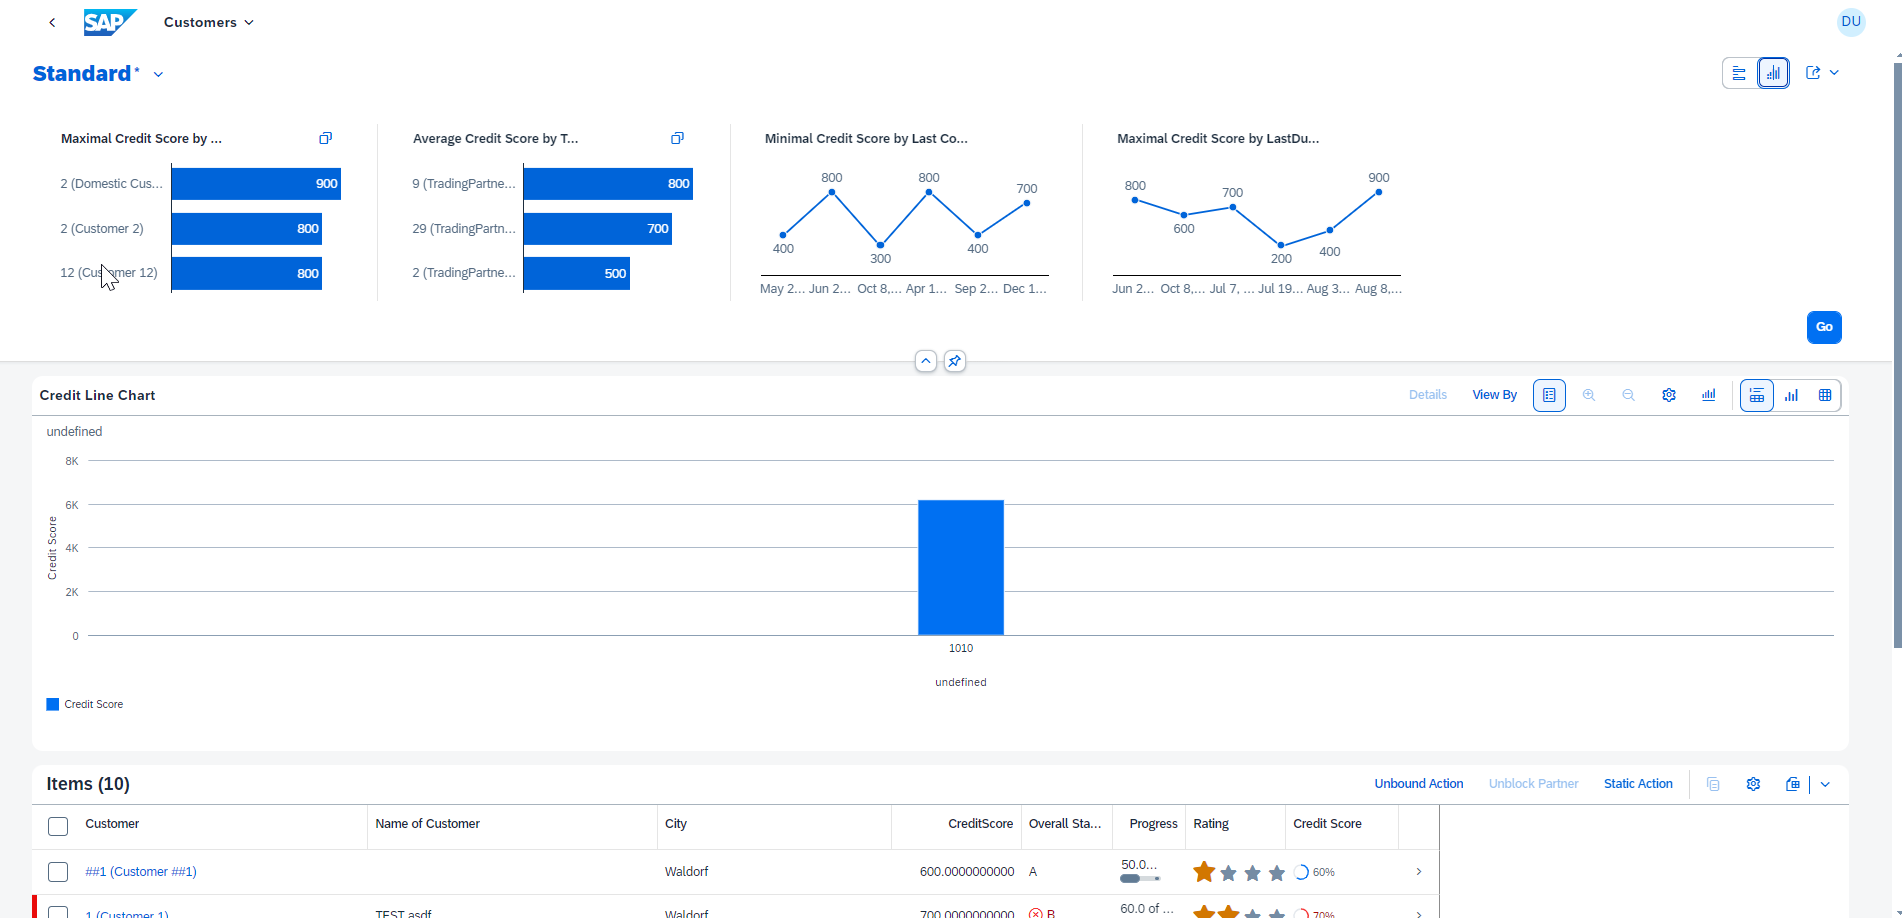 SAP Customers DU
Standard *
Maximal Credit Score by ...
2 (Domestic Cus... 900
2 (Customer 2) 800
12 (Customer 12) 800
Average Credit Score by T...
9 (TradingPartne... 800
29 (TradingPartn... 700
2 (TradingPartne... 500
Minimal Credit Score by Last Co...
400 800 300 800 400 700
May 2... Jun 2... Oct 8,... Apr 1... Sep 2... Dec 1...
Maximal Credit Score by LastDu...
800 600 700 200 400 900
Jun 2... Oct 8,... Jul 7, ... Jul 19... Aug 3... Aug 8,...
Go
Credit Line Chart Details View By
undefined
8K
6K
4K
2K
0
Credit Score
1010
undefined
Credit Score
Items (10) Unbound Action Unblock Partner Static Action
Customer Name of Customer City CreditScore Overall Sta... Progress Rating Credit Score
##1 (Customer ##1) Waldorf 600.0000000000 A 50.0... 60%
1 (Customer 1) TEST asdf Waldorf 700.0000000000 B 60.0 of ... 70%